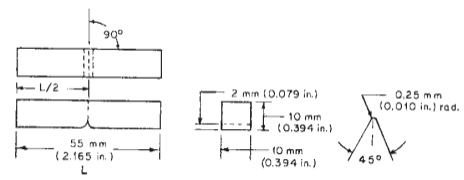 90°
L/2
55 mm
(2.165 in.)
L
2 mm (0.079 in.)
10 mm
(0.394 in.)
10 mm
(0.394 in.)
0.25 mm
(0.010 in.) rad.
45°